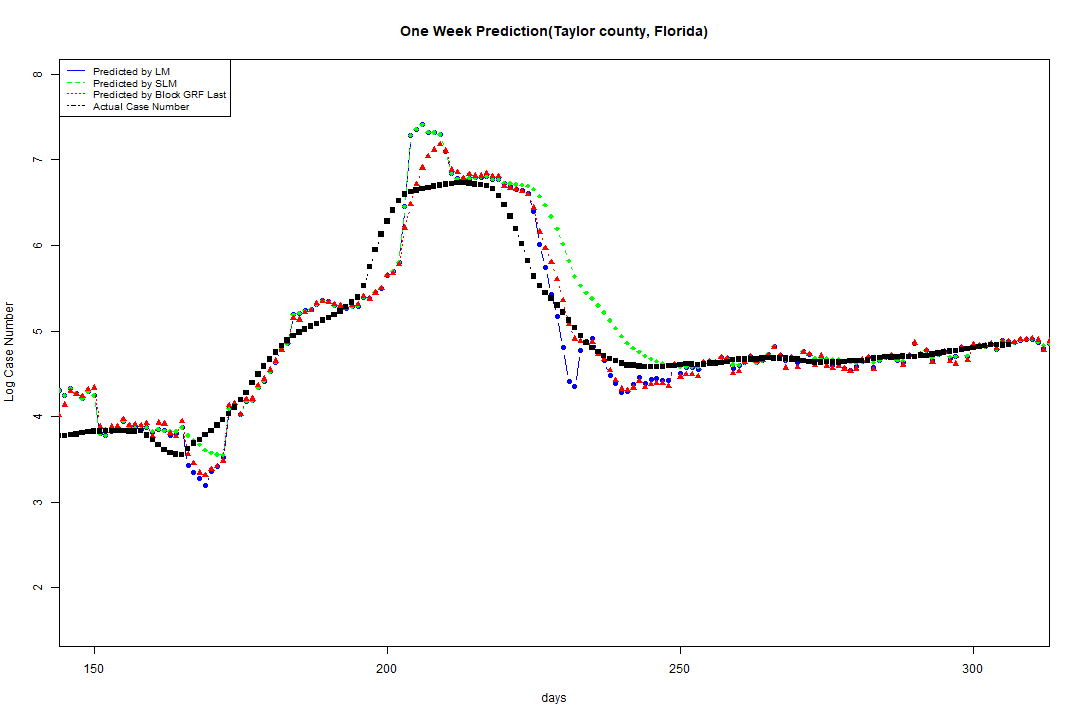 One Week Prediction(Taylor county, Florida)
Predicted by LM
Predicted by SLM
Predicted by Block GRF Last
Actual Case Number
8
7
6
5
4
3
2
Log Case Number
150
200
250
300
days